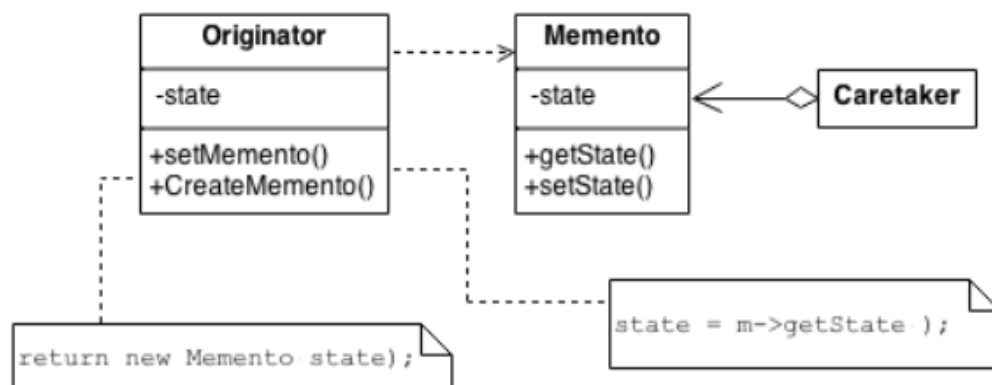 Originator
-state
+setMemento()
+CreateMemento()
Memento
-state
+getState()
+setState()
Caretaker
return new Memento state);
state = m->getState );